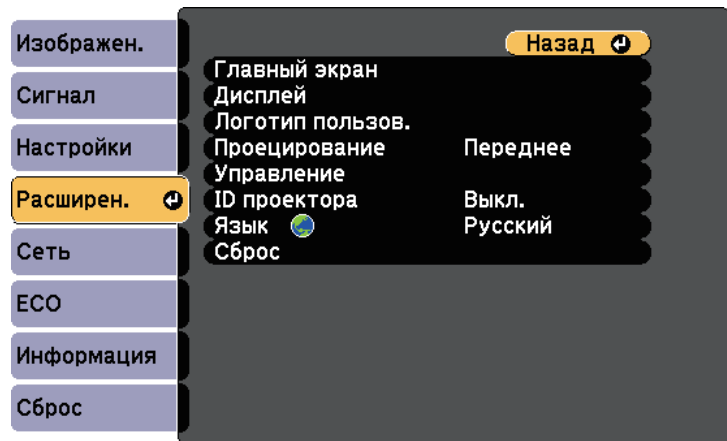 Изображен.
Сигнал
Настройки
Расширен.
Сеть
ECO
Информация
Сброс
Назад
Главный экран
Дисплей
Логотип пользов.
Проецирование Переднее
Управление
ID проектора Выкл.
Язык Русский
Сброс